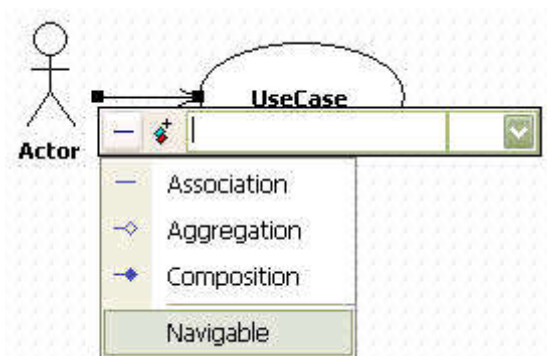 UseCase
Actor
Association
Aggregation
Composition
Navigable